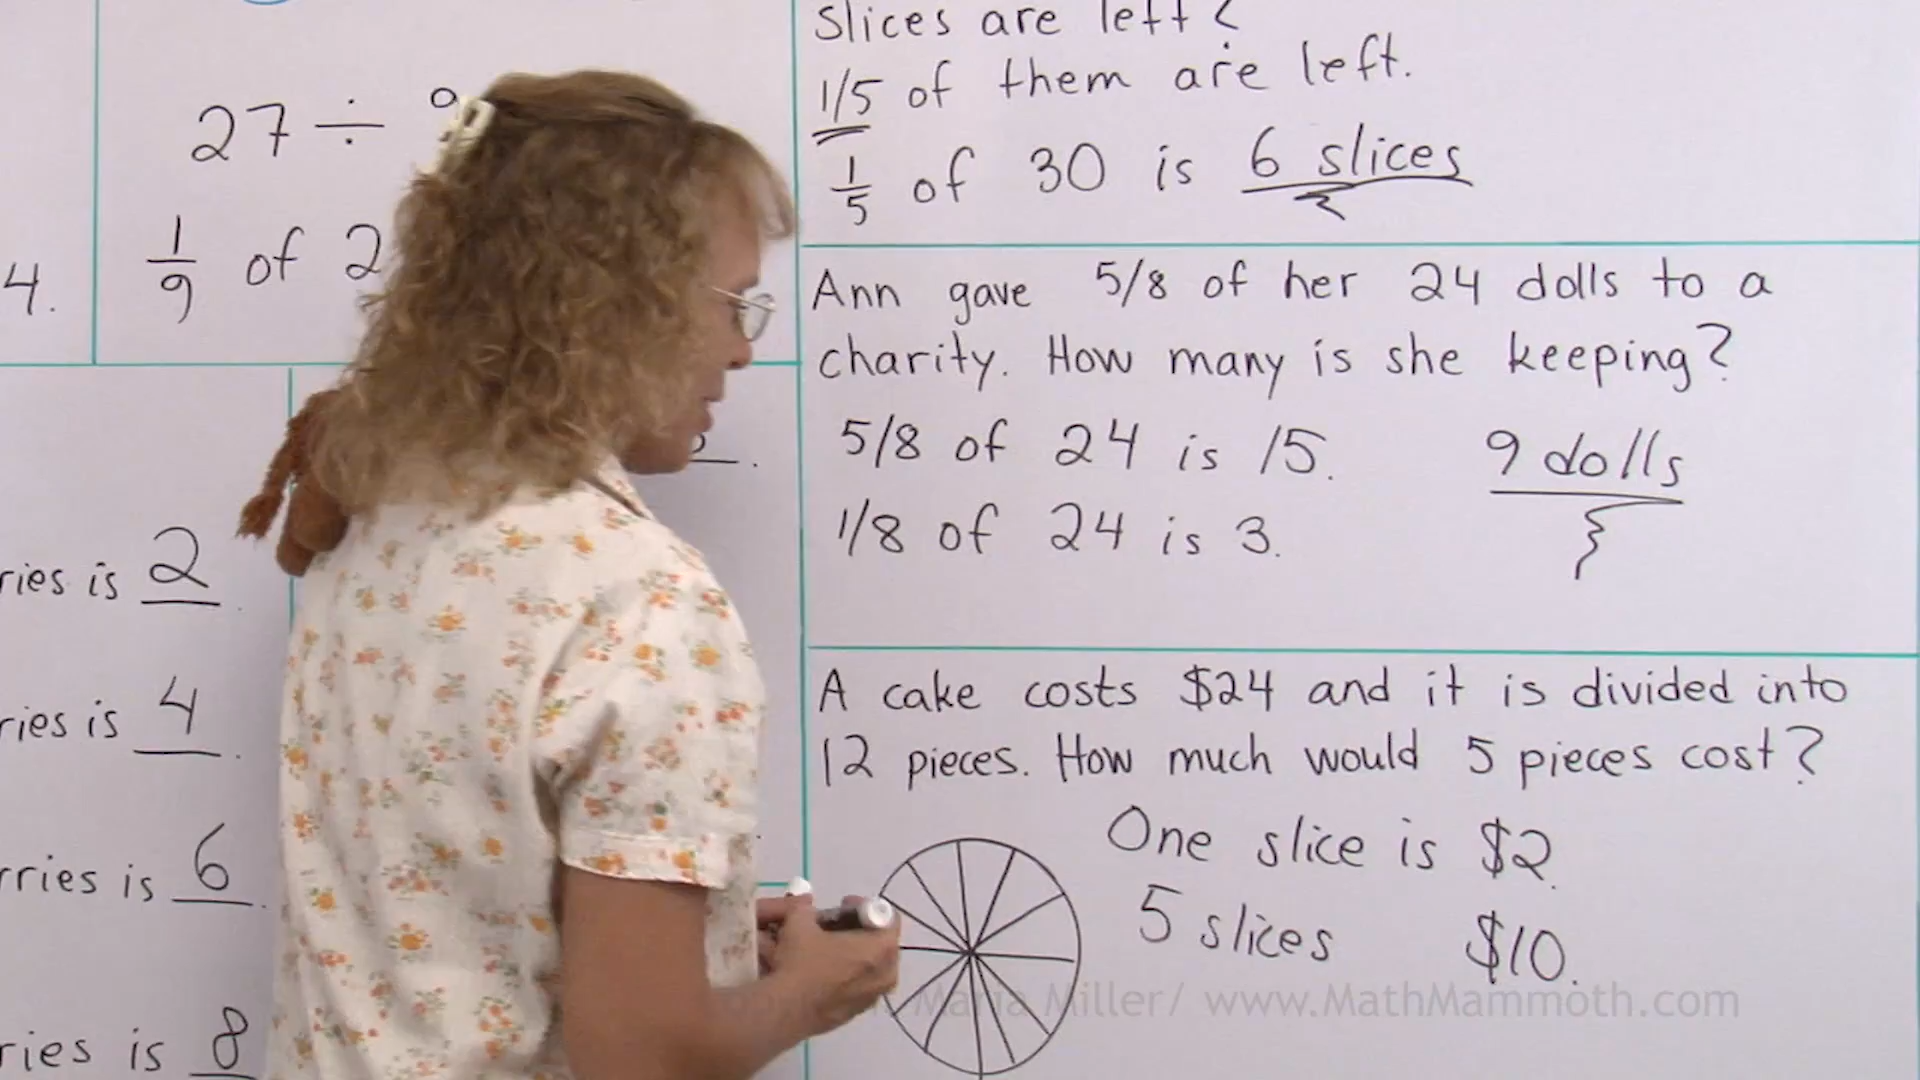 27 ÷
4.
1/9 of 2
ries is 2.
ries is 4.
rries is 6.
ries is 8
slices are left?
1/5 of them are left.
1/5 of 30 is 6 slices
Ann gave 5/8 of her 24 dolls to a
charity. How many is she keeping?
5/8 of 24 is 15.
9 dolls
1/8 of 24 is 3.
A cake costs $24 and it is divided into
12 pieces. How much would 5 pieces cost?
One slice is $2.
5 slices $10.
Maria Miller/ www.MathMammoth.com